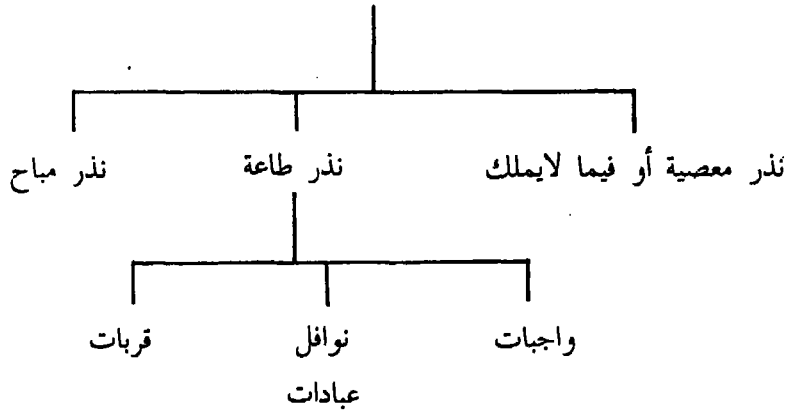 نذر معصية أو فيما لايملك
نذر طاعة
نذر مباح
واجبات
نوافل
عبادات
قربات